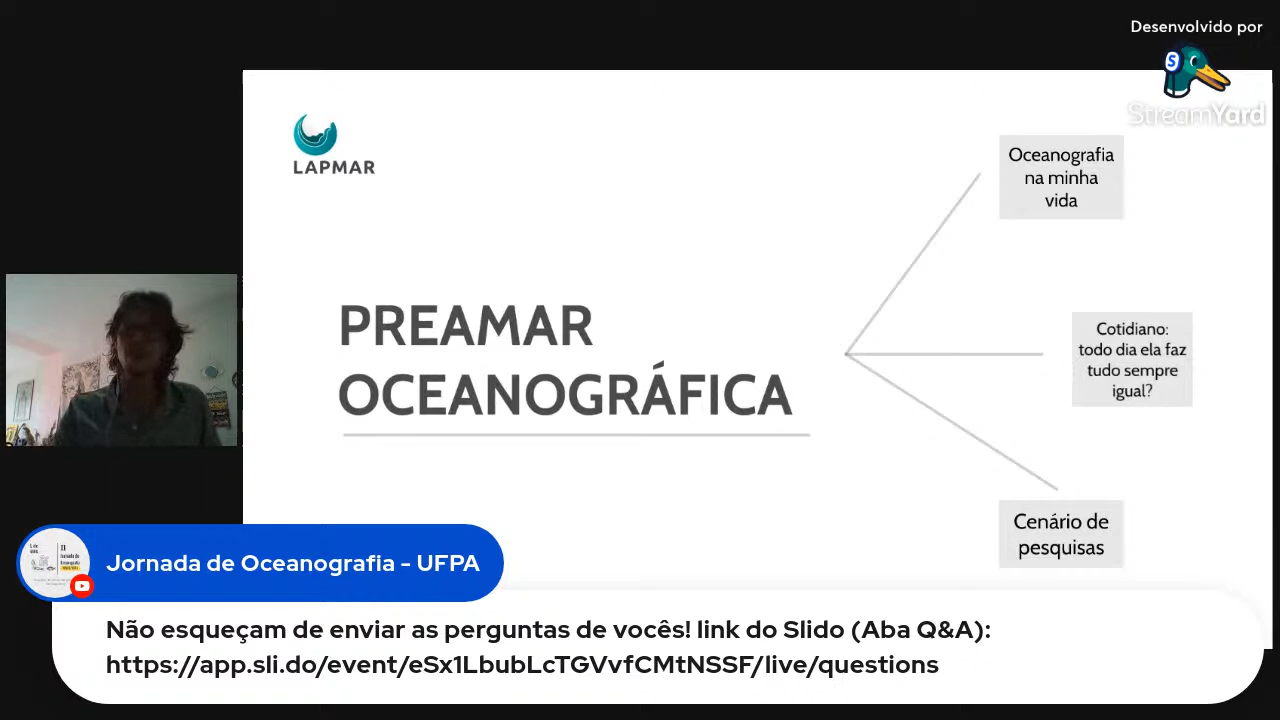 Desenvolvido por
StreamYard
LAPMAR
Oceanografia
na minha
vida
PREAMAR
OCEANOGRÁFICA
Cotidiano:
todo dia ela faz
tudo sempre
igual?
Cenário de
pesquisas
Jornada de Oceanografia - UFPA
Não esqueçam de enviar as perguntas de vocês! link do Slido (Aba Q&A):
https://app.sli.do/event/eSx1LbubLcTGVvfCMtNSSF/live/questions